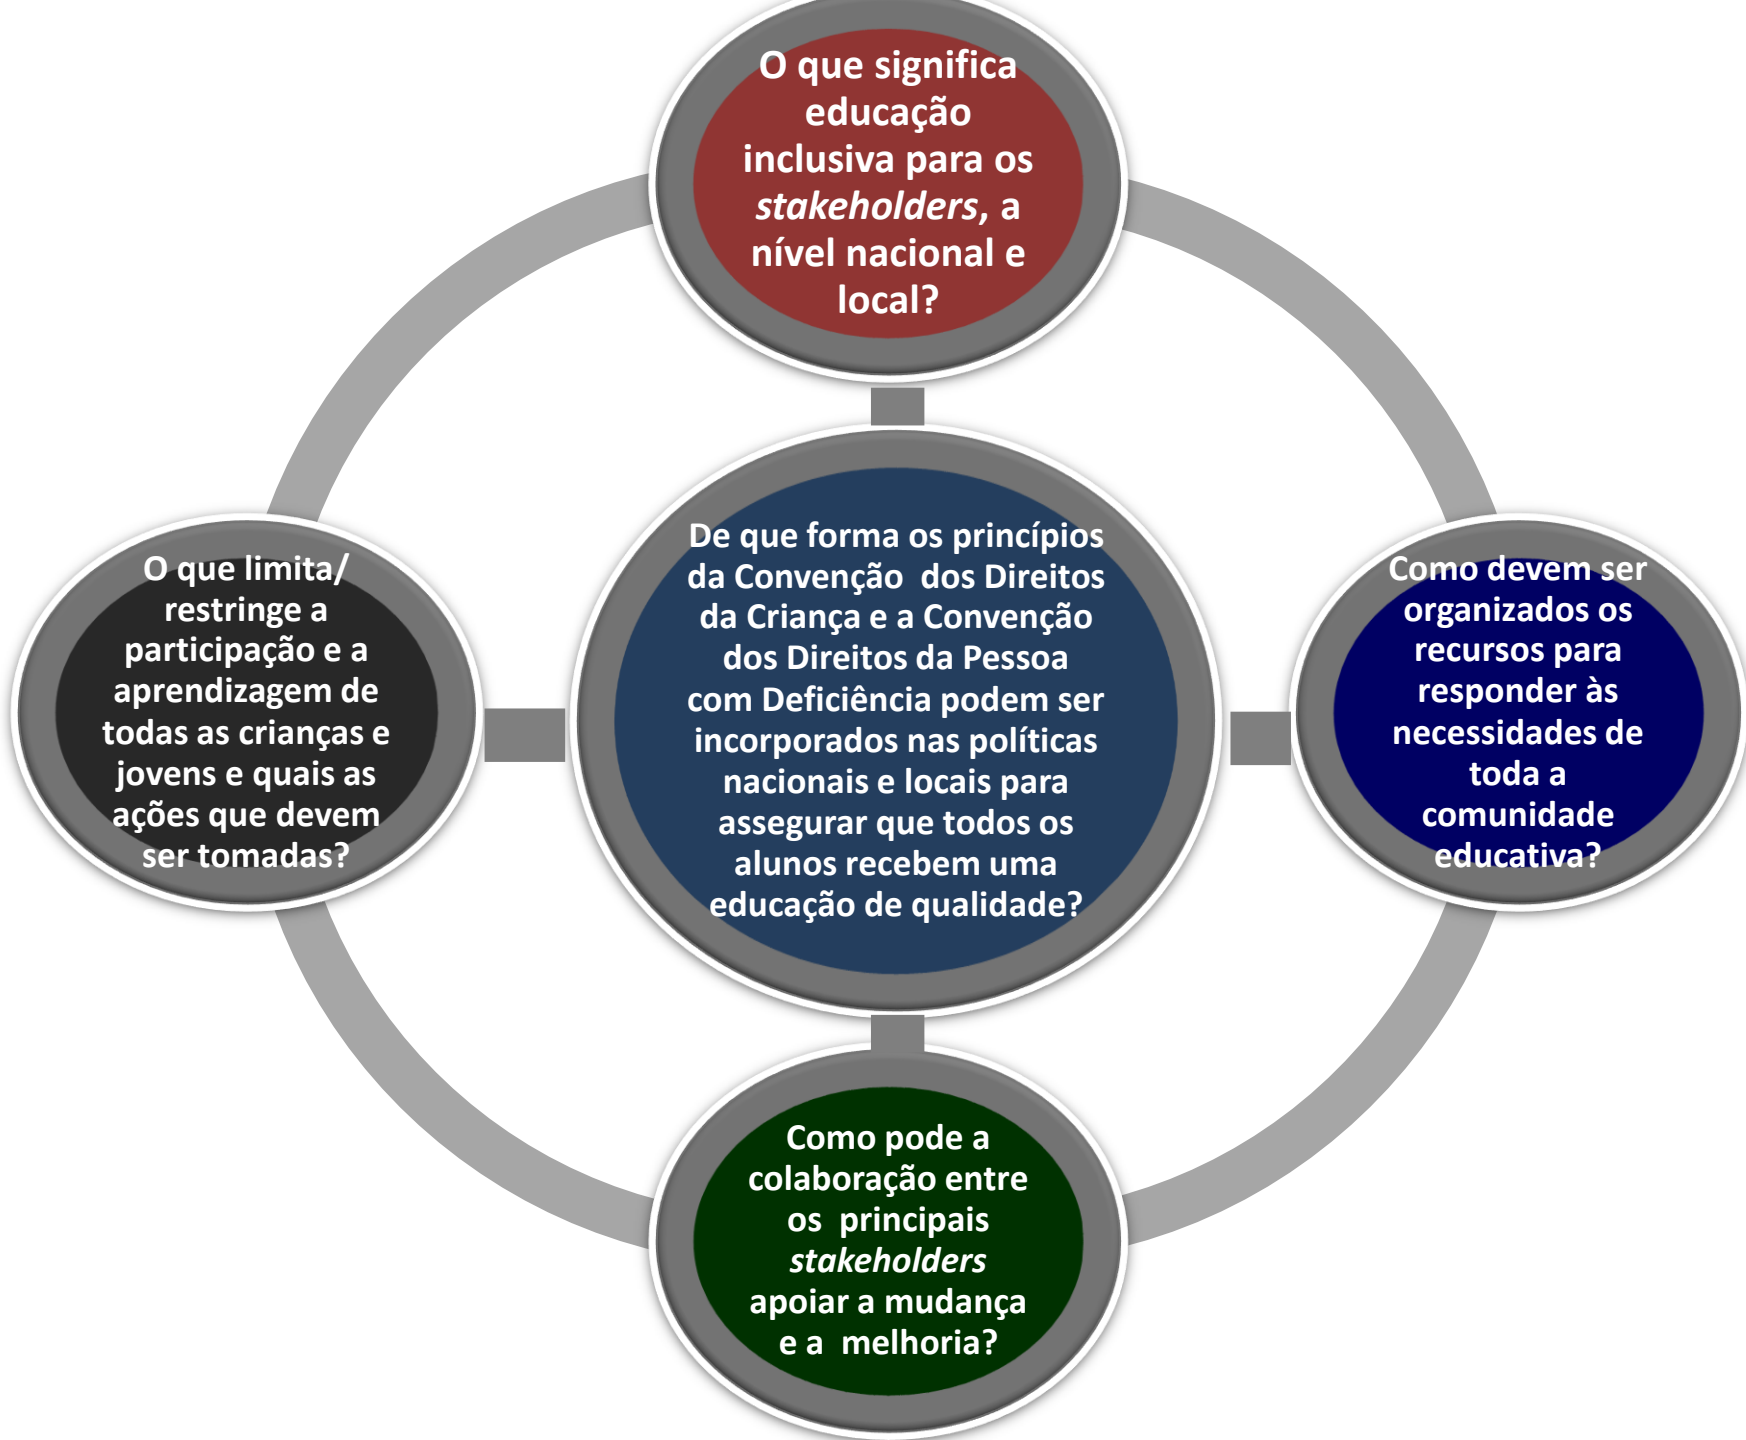 O que significa
educação
inclusiva para os
stakeholders, a
nível nacional e
local?
O que limita/
restringe a
participação e a
aprendizagem de
todas as crianças e
jovens e quais as
ações que devem
ser tomadas?
De que forma os princípios
da Convenção  dos Direitos
da Criança e a Convenção
dos Direitos da Pessoa
com Deficiência podem ser
incorporados nas políticas
nacionais e locais para
assegurar que todos os
alunos recebem uma
educação de qualidade?
Como devem ser
organizados os
recursos para
responder às
necessidades de
toda a
comunidade
educativa?
Como pode a
colaboração entre
os  principais
stakeholders
apoiar a mudança
e a  melhoria?